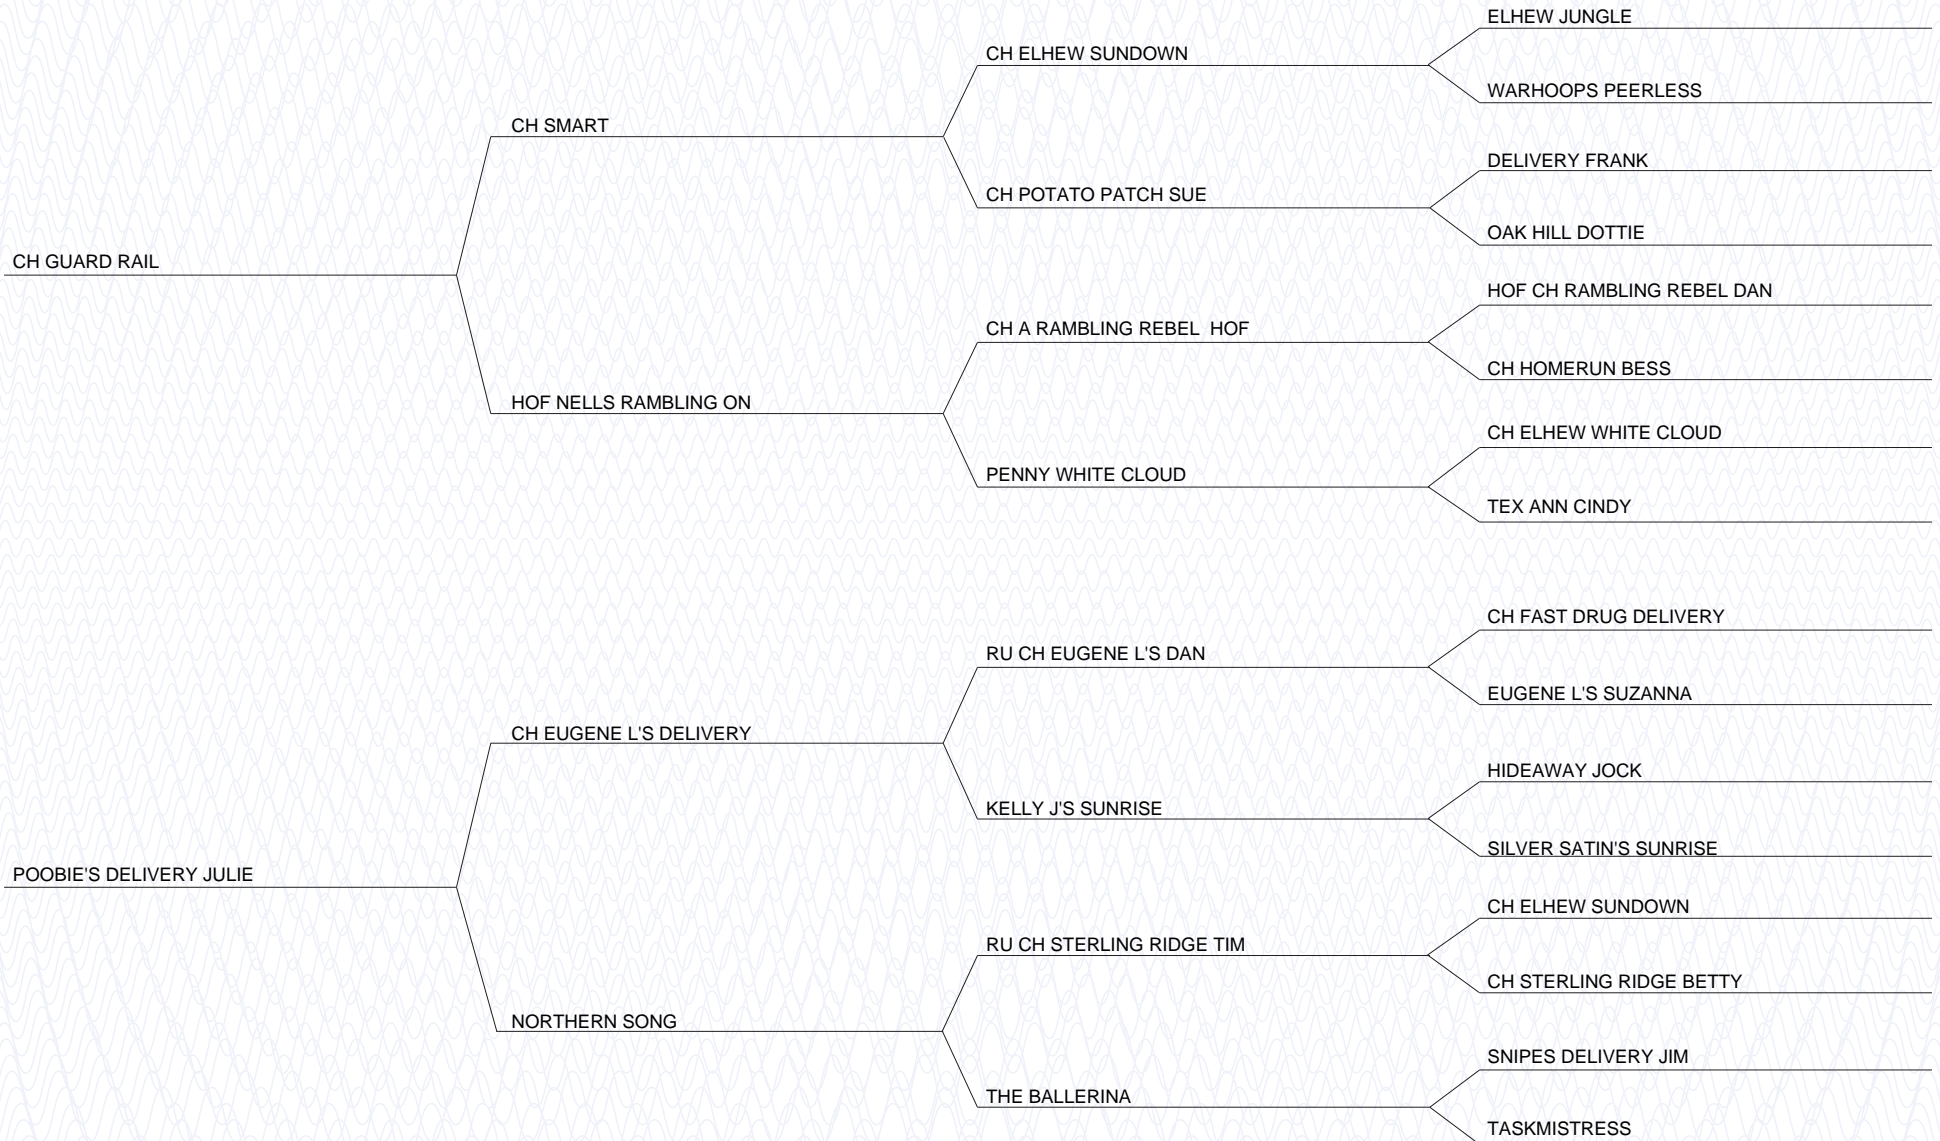 ELHEW JUNGLE
CH ELHEW SUNDOWN
WARHOOPS PEERLESS
CH SMART
DELIVERY FRANK
CH POTATO PATCH SUE
OAK HILL DOTTIE
CH GUARD RAIL
HOF CH RAMBLING REBEL DAN
CH A RAMBLING REBEL  HOF
CH HOMERUN BESS
HOF NELLS RAMBLING ON
CH ELHEW WHITE CLOUD
PENNY WHITE CLOUD
TEX ANN CINDY
CH FAST DRUG DELIVERY
RU CH EUGENE L'S DAN
EUGENE L'S SUZANNA
CH EUGENE L'S DELIVERY
HIDEAWAY JOCK
KELLY J'S SUNRISE
SILVER SATIN'S SUNRISE
POOBIE'S DELIVERY JULIE
CH ELHEW SUNDOWN
RU CH STERLING RIDGE TIM
CH STERLING RIDGE BETTY
NORTHERN SONG
SNIPES DELIVERY JIM
THE BALLERINA
TASKMISTRESS